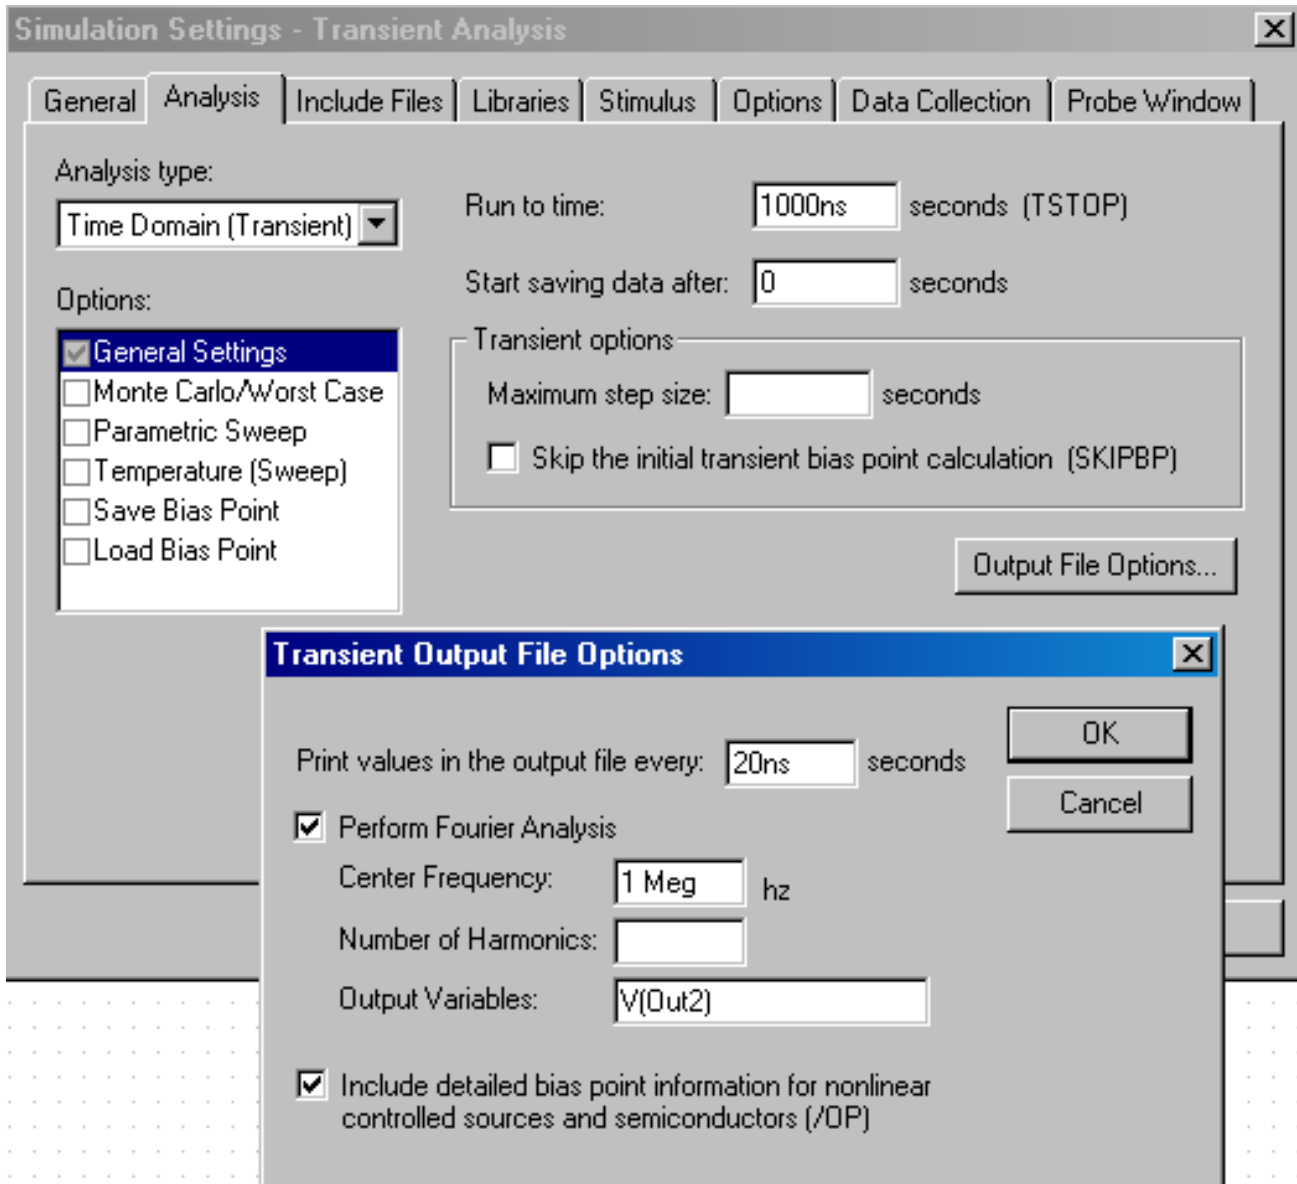 Simulation Settings - Transient Analysis
General Analysis Include Files Libraries Stimulus Options Data Collection Probe Window
Analysis type:
Time Domain (Transient)
Options:
General Settings
Monte Carlo/Worst Case
Parametric Sweep
Temperature (Sweep)
Save Bias Point
Load Bias Point
Run to time: 1000ns seconds (TSTOP)
Start saving data after: 0 seconds
Transient options
Maximum step size: seconds
Skip the initial transient bias point calculation (SKIPBP)
Output File Options...
Transient Output File Options
Print values in the output file every: 20ns seconds
OK
Cancel
Perform Fourier Analysis
Center Frequency: 1 Meg hz
Number of Harmonics:
Output Variables: V(Out2)
Include detailed bias point information for nonlinear
controlled sources and semiconductors (/OP)